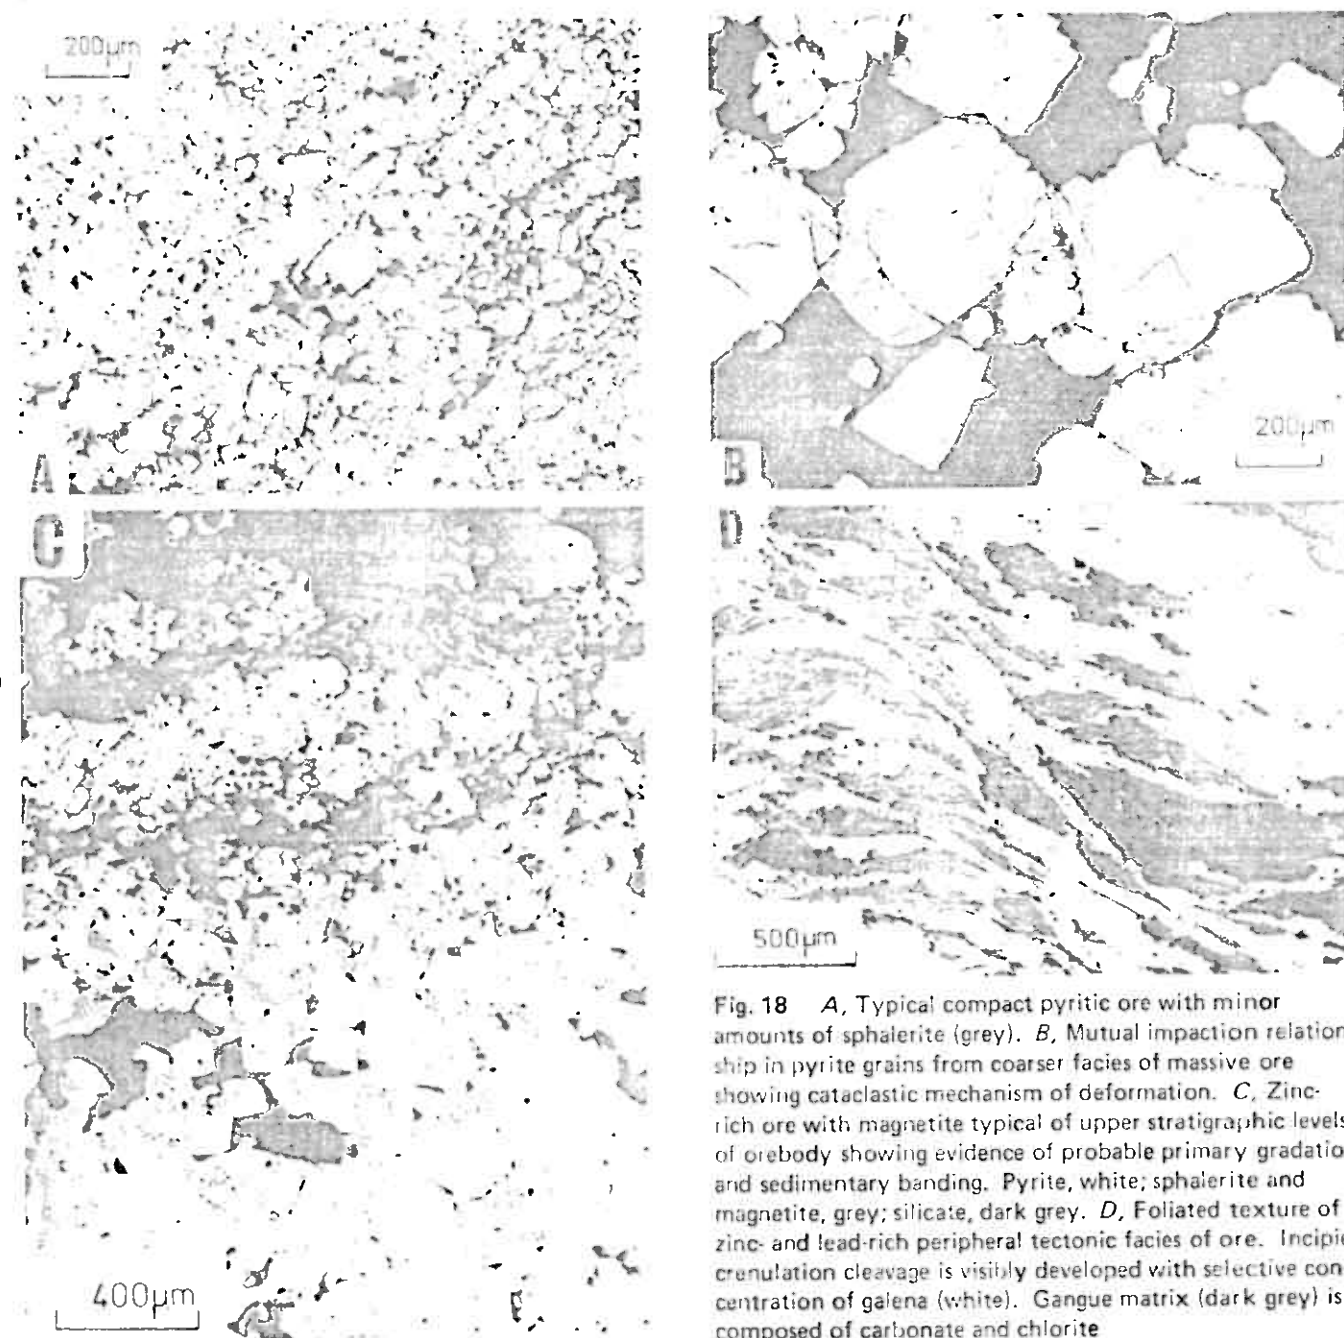 200µm
A
B
200µm
C
400µm
D
500µm
Fig. 18 A, Typical compact pyritic ore with minor
amounts of sphalerite (grey). B, Mutual impaction relation
ship in pyrite grains from coarser facies of massive ore
showing cataclastic mechanism of deformation. C, Zinc-
rich ore with magnetite typical of upper stratigraphic levels
of orebody showing evidence of probable primary gradatio
and sedimentary banding. Pyrite, white; sphalerite and
magnetite, grey; silicate, dark grey. D, Foliated texture of
zinc- and lead-rich peripheral tectonic facies of ore. Incipie
crenulation cleavage is visibly developed with selective con
centration of galena (white). Gangue matrix (dark grey) is
composed of carbonate and chlorite